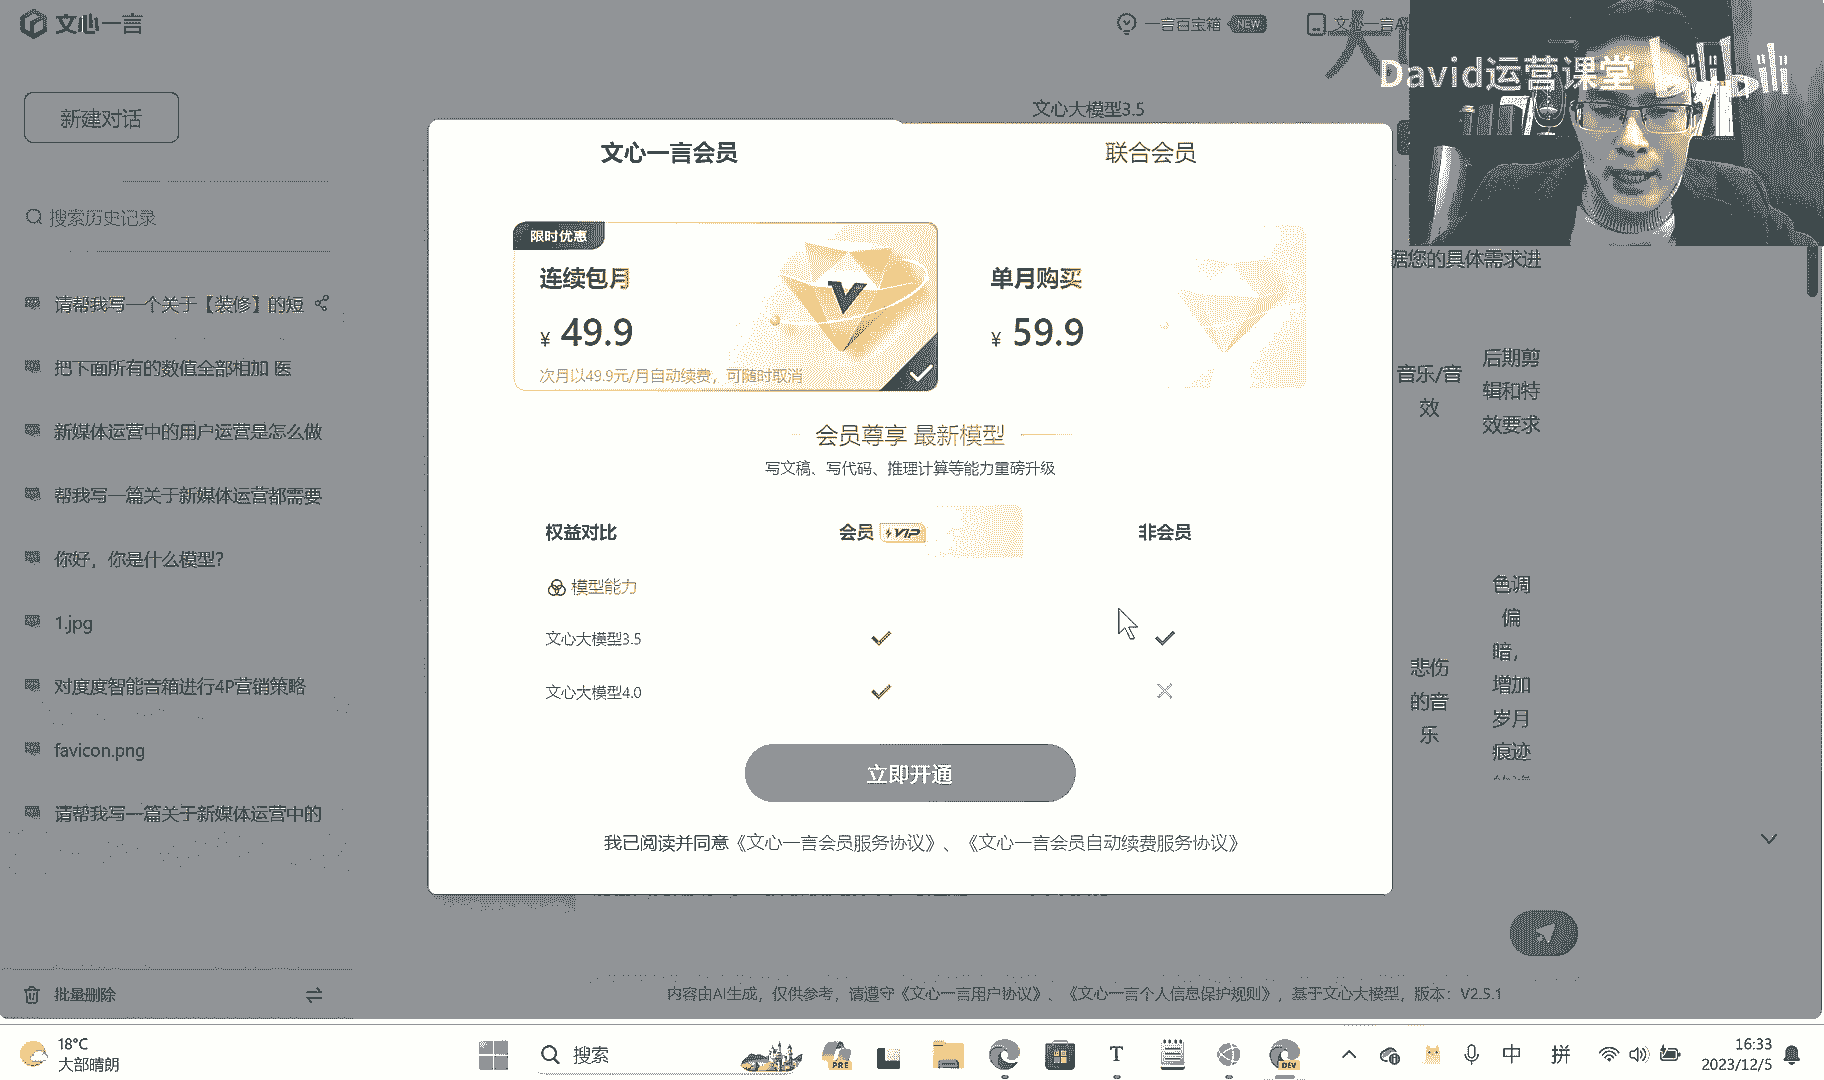 文心一言
一言百宝箱 NEW
文心一言A
大
David运营课堂 bilibili
新建对话
文心大模型3.5
搜索历史记录
请帮我写一个关于【装修】的短
把下面所有的数值全部相加 医
新媒体运营中的用户运营是怎么做
帮我写一篇关于新媒体运营都需要
你好，你是什么模型？
1.jpg
对度度智能音箱进行4P营销策略
favicon.png
请帮我写一篇关于新媒体运营中的
批量删除
文心一言会员
联合会员
限时优惠
连续包月
¥ 49.9
次月以49.9元/月自动续费，可随时取消
单月购买
¥ 59.9
会员尊享 最新模型
写文稿、写代码、推理计算等能力重磅升级
权益对比
会员 VIP
非会员
模型能力
文心大模型3.5
文心大模型4.0
立即开通
我已阅读并同意《文心一言会员服务协议》、《文心一言会员自动续费服务协议》
据您的具体需求进
音乐/音
效
后期剪
辑和特
效要求
悲伤
的音
乐
色调
偏
暗，
增加
岁月
痕迹
内容由AI生成，仅供参考，请遵守《文心一言用户协议》、《文心一言个人信息保护规则》，基于文心大模型，版本：V2.5.1
18°C
大部晴朗
搜索
PRE
T
DEV
中
拼
16:33
2023/12/5